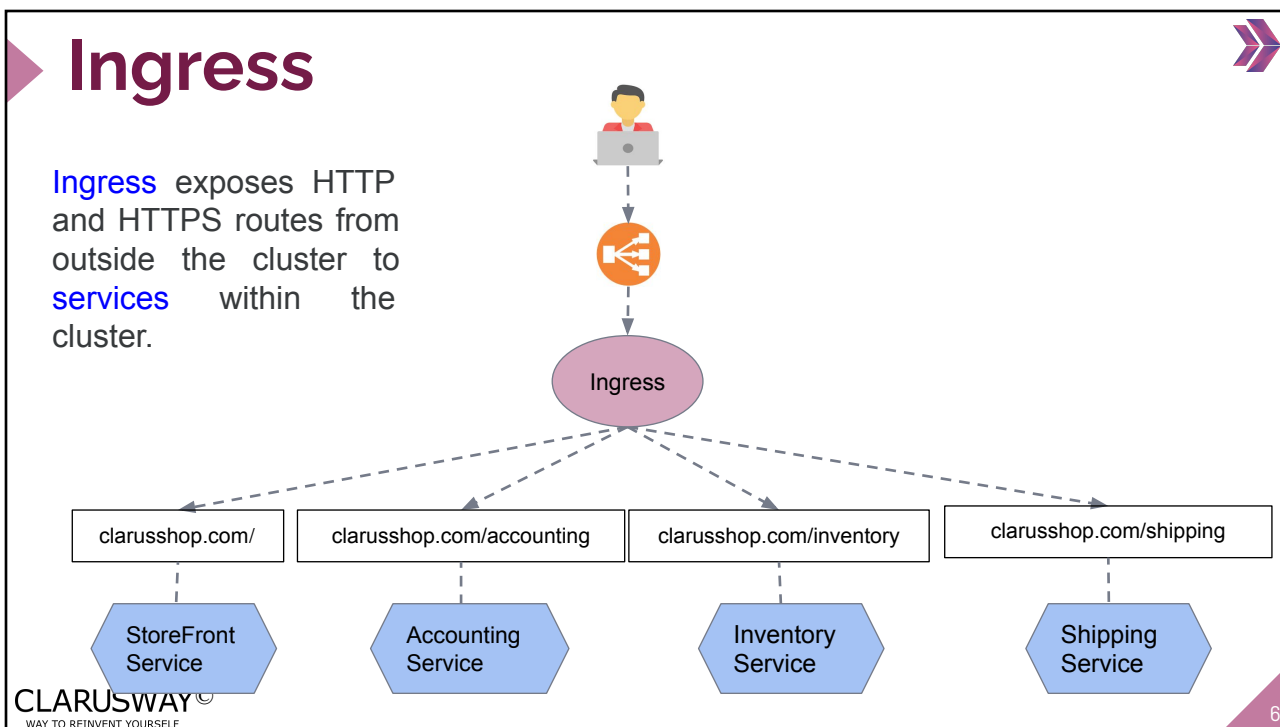 Ingress
Ingress exposes HTTP
and HTTPS routes from
outside the cluster to
services within the
cluster.
Ingress
clarusshop.com/
clarusshop.com/accounting
clarusshop.com/inventory
clarusshop.com/shipping
StoreFront
Service
Accounting
Service
Inventory
Service
Shipping
Service
CLARUSWAY©
WAY TO REINVENT YOURSELF
6